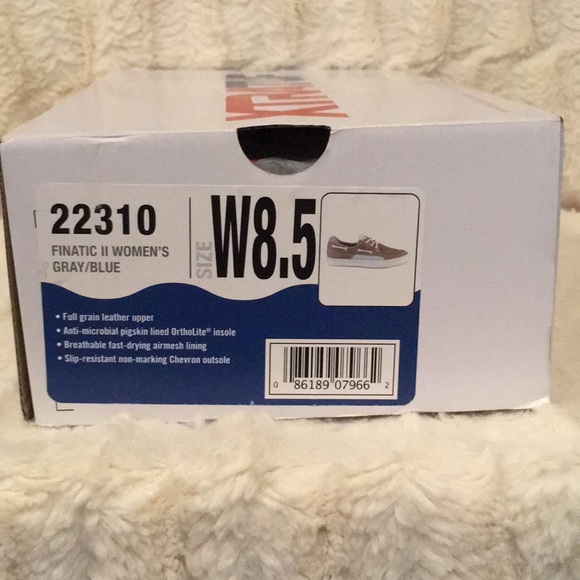 22310
FINATIC II WOMEN'S
GRAY/BLUE
SIZE
W8.5
• Full grain leather upper
• Anti-microbial pigskin lined OrthoLite® insole
• Breathable fast-drying airmesh lining
• Slip-resistant non-marking Chevron outsole
0 86189 07966 2